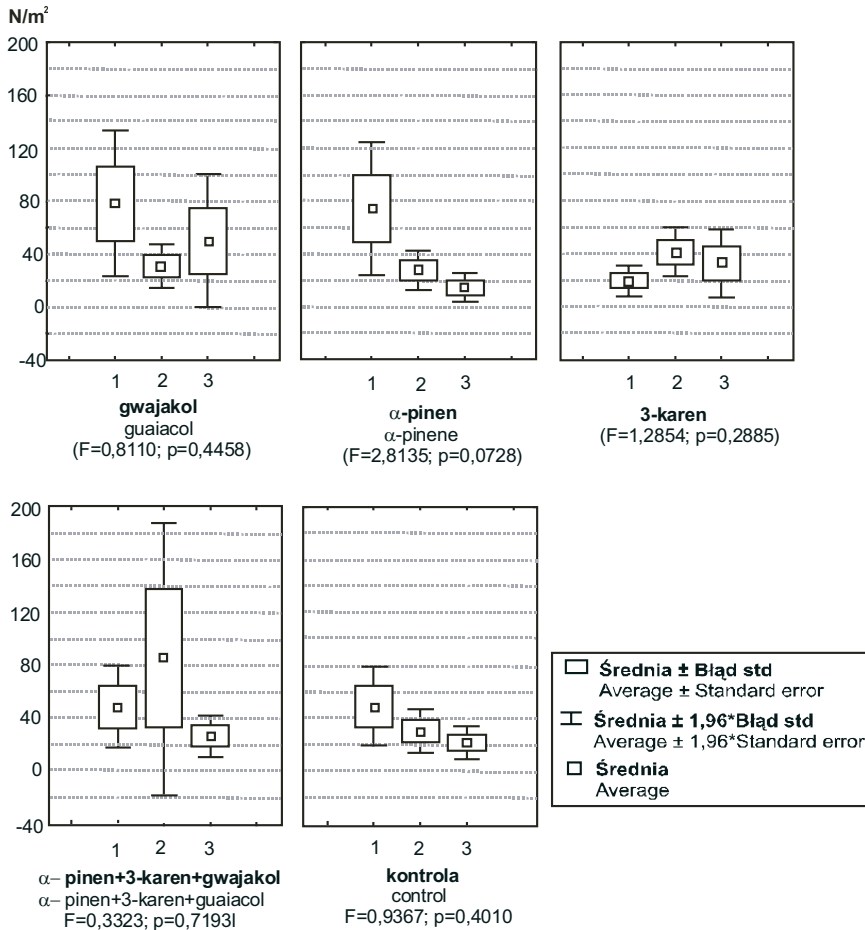 N/m²
200
160
120
80
40
0
-40
1 2 3
gwajakol
guaiacol
(F=0,8110; p=0,4458)
1 2 3
α-pinen
α-pinene
(F=2,8135; p=0,0728)
1 2 3
3-karen
(F=1,2854; p=0,2885)
200
160
120
80
40
0
-40
1 2 3
α– pinen+3-karen+gwajakol
α– pinen+3-karen+guaiacol
F=0,3323; p=0,7193l
1 2 3
kontrola
control
F=0,9367; p=0,4010
Średnia ± Błąd std
Average ± Standard error
Średnia ± 1,96*Błąd std
Average ± 1,96*Standard error
Średnia
Average